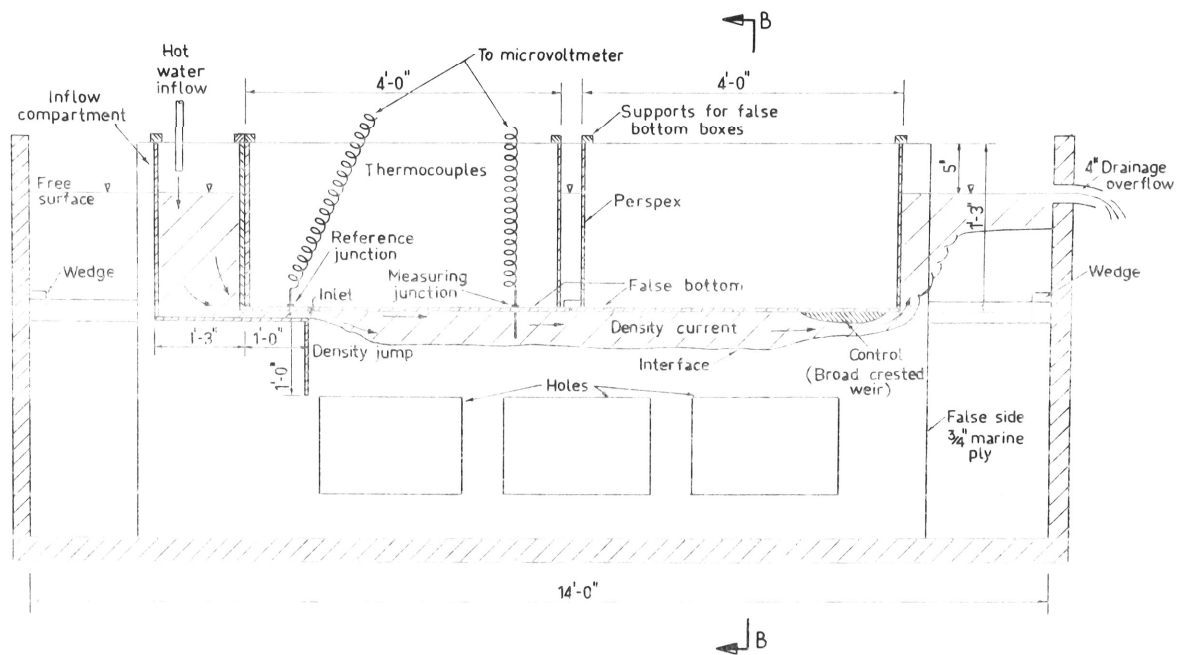 B
Hot
water
inflow
To microvoltmeter
4'-0"
4'-0"
Inflow
compartment
Supports for false
bottom boxes
Thermocouples
5"
4" Drainage
overflow
Free
surface
Perspex
1'-3"
Reference
junction
Wedge
Measuring
junction
Inlet
False bottom
Wedge
Density current
1'-3"
1'-0"
Density jump
Interface
Control
(Broad crested
weir)
1'-0"
Holes
False side
3/4" marine
ply
14'-0"
B